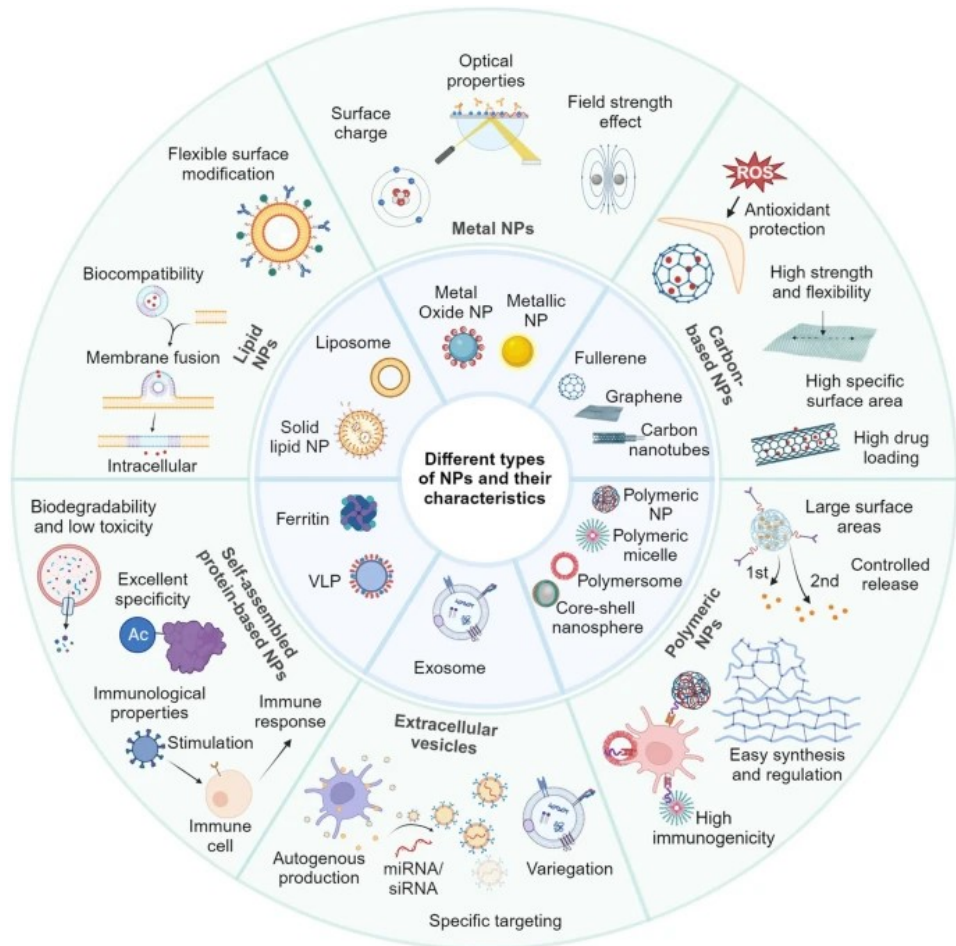 Optical
properties
Surface
charge
Field strength
effect
Metal NPs
Flexible surface
modification
Biocompatibility
Membrane fusion
Intracellular
Lipid
NPs
ROS
Antioxidant
protection
High strength
and flexibility
High specific
surface area
High drug
loading
Carbon-
based NPs
Metal
Oxide NP
Metallic
NP
Liposome
Solid
lipid NP
Fullerene
Graphene
Carbon
nanotubes
Different types
of NPs and their
characteristics
Ferritin
VLP
Exosome
Polymeric
NP
Polymeric
micelle
Polymersome
Core-shell
nanosphere
Biodegradability
and low toxicity
Excellent
specificity
Ac
Immunological
properties
Stimulation
Immune
response
Immune
cell
Self-assembled
protein-based NPs
Extracellular
vesicles
Autogenous
production
miRNA/
siRNA
Variegation
Specific targeting
Large surface
areas
1st
2nd
Controlled
release
Polymeric
NPs
Easy synthesis
and regulation
High
immunogenicity